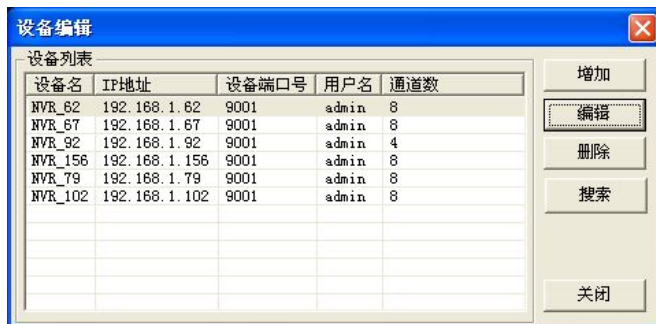 设备编辑
设备列表
设备名 IP地址 设备端口号 用户名 通道数
NVR_62 192.168.1.62 9001 admin 8
NVR_67 192.168.1.67 9001 admin 8
NVR_92 192.168.1.92 9001 admin 4
NVR_156 192.168.1.156 9001 admin 8
NVR_79 192.168.1.79 9001 admin 8
NVR_102 192.168.1.102 9001 admin 8
增加
编辑
删除
搜索
关闭